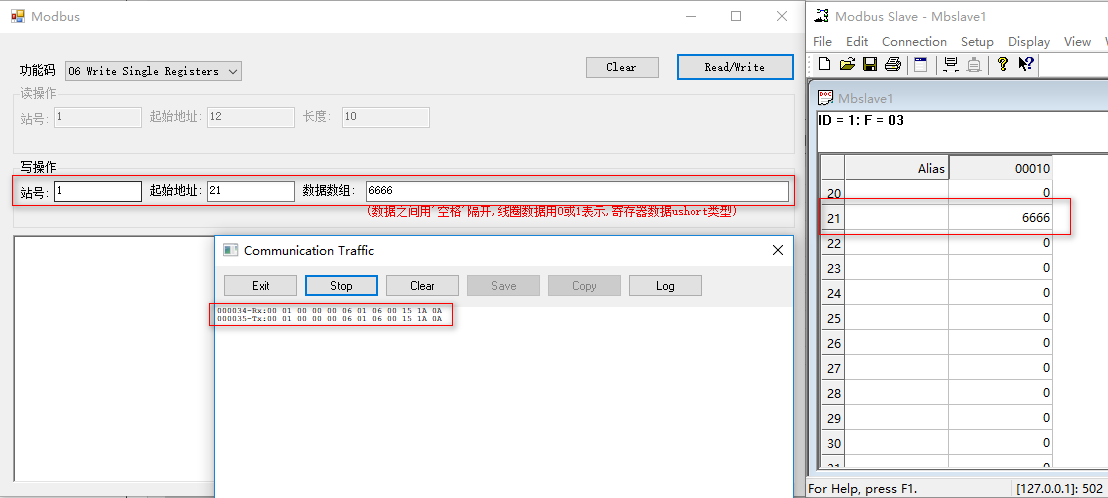 Modbus
功能码 06 Write Single Registers Clear Read/Write
读操作
站号: 1 起始地址: 12 长度: 10
写操作
站号: 1 起始地址: 21 数据数组: 6666
(数据之间用'空格'隔开,线圈数据用0或1表示,寄存器数据ushort类型)
Communication Traffic
Exit Stop Clear Save Copy Log
000034-Rx:00 01 00 00 00 06 01 06 00 15 1A 0A
000035-Tx:00 01 00 00 00 06 01 06 00 15 1A 0A
Modbus Slave - Mbslave1
File Edit Connection Setup Display View
Mbslave1
ID = 1: F = 03
Alias 00010
20 0
21 6666
22 0
23 0
24 0
25 0
26 0
27 0
28 0
29 0
30 0
For Help, press F1. [127.0.0.1]: 502